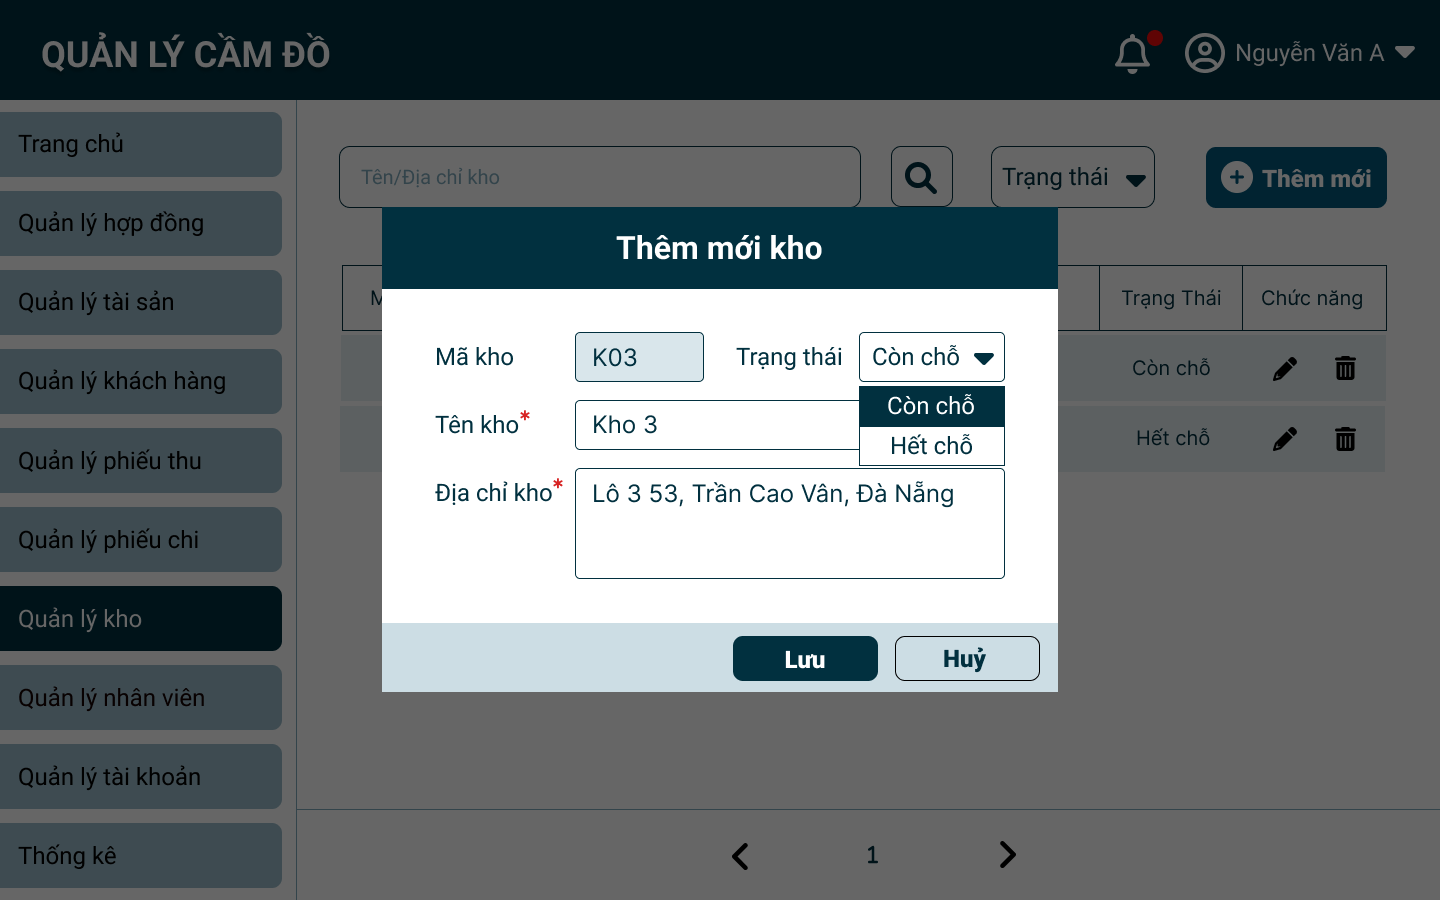 QUẢN LÝ CẦM ĐỒ
Nguyễn Văn A
Trang chủ
Quản lý hợp đồng
Quản lý tài sản
Quản lý khách hàng
Quản lý phiếu thu
Quản lý phiếu chi
Quản lý kho
Quản lý nhân viên
Quản lý tài khoản
Thống kê
Tên/Địa chỉ kho
Trạng thái
Thêm mới
Trạng Thái
Chức năng
Còn chỗ
Hết chỗ
Thêm mới kho
Mã kho
K03
Trạng thái
Còn chỗ
Còn chỗ
Hết chỗ
Tên kho*
Kho 3
Địa chỉ kho*
Lô 3 53, Trần Cao Vân, Đà Nẵng
Lưu
Huỷ
1